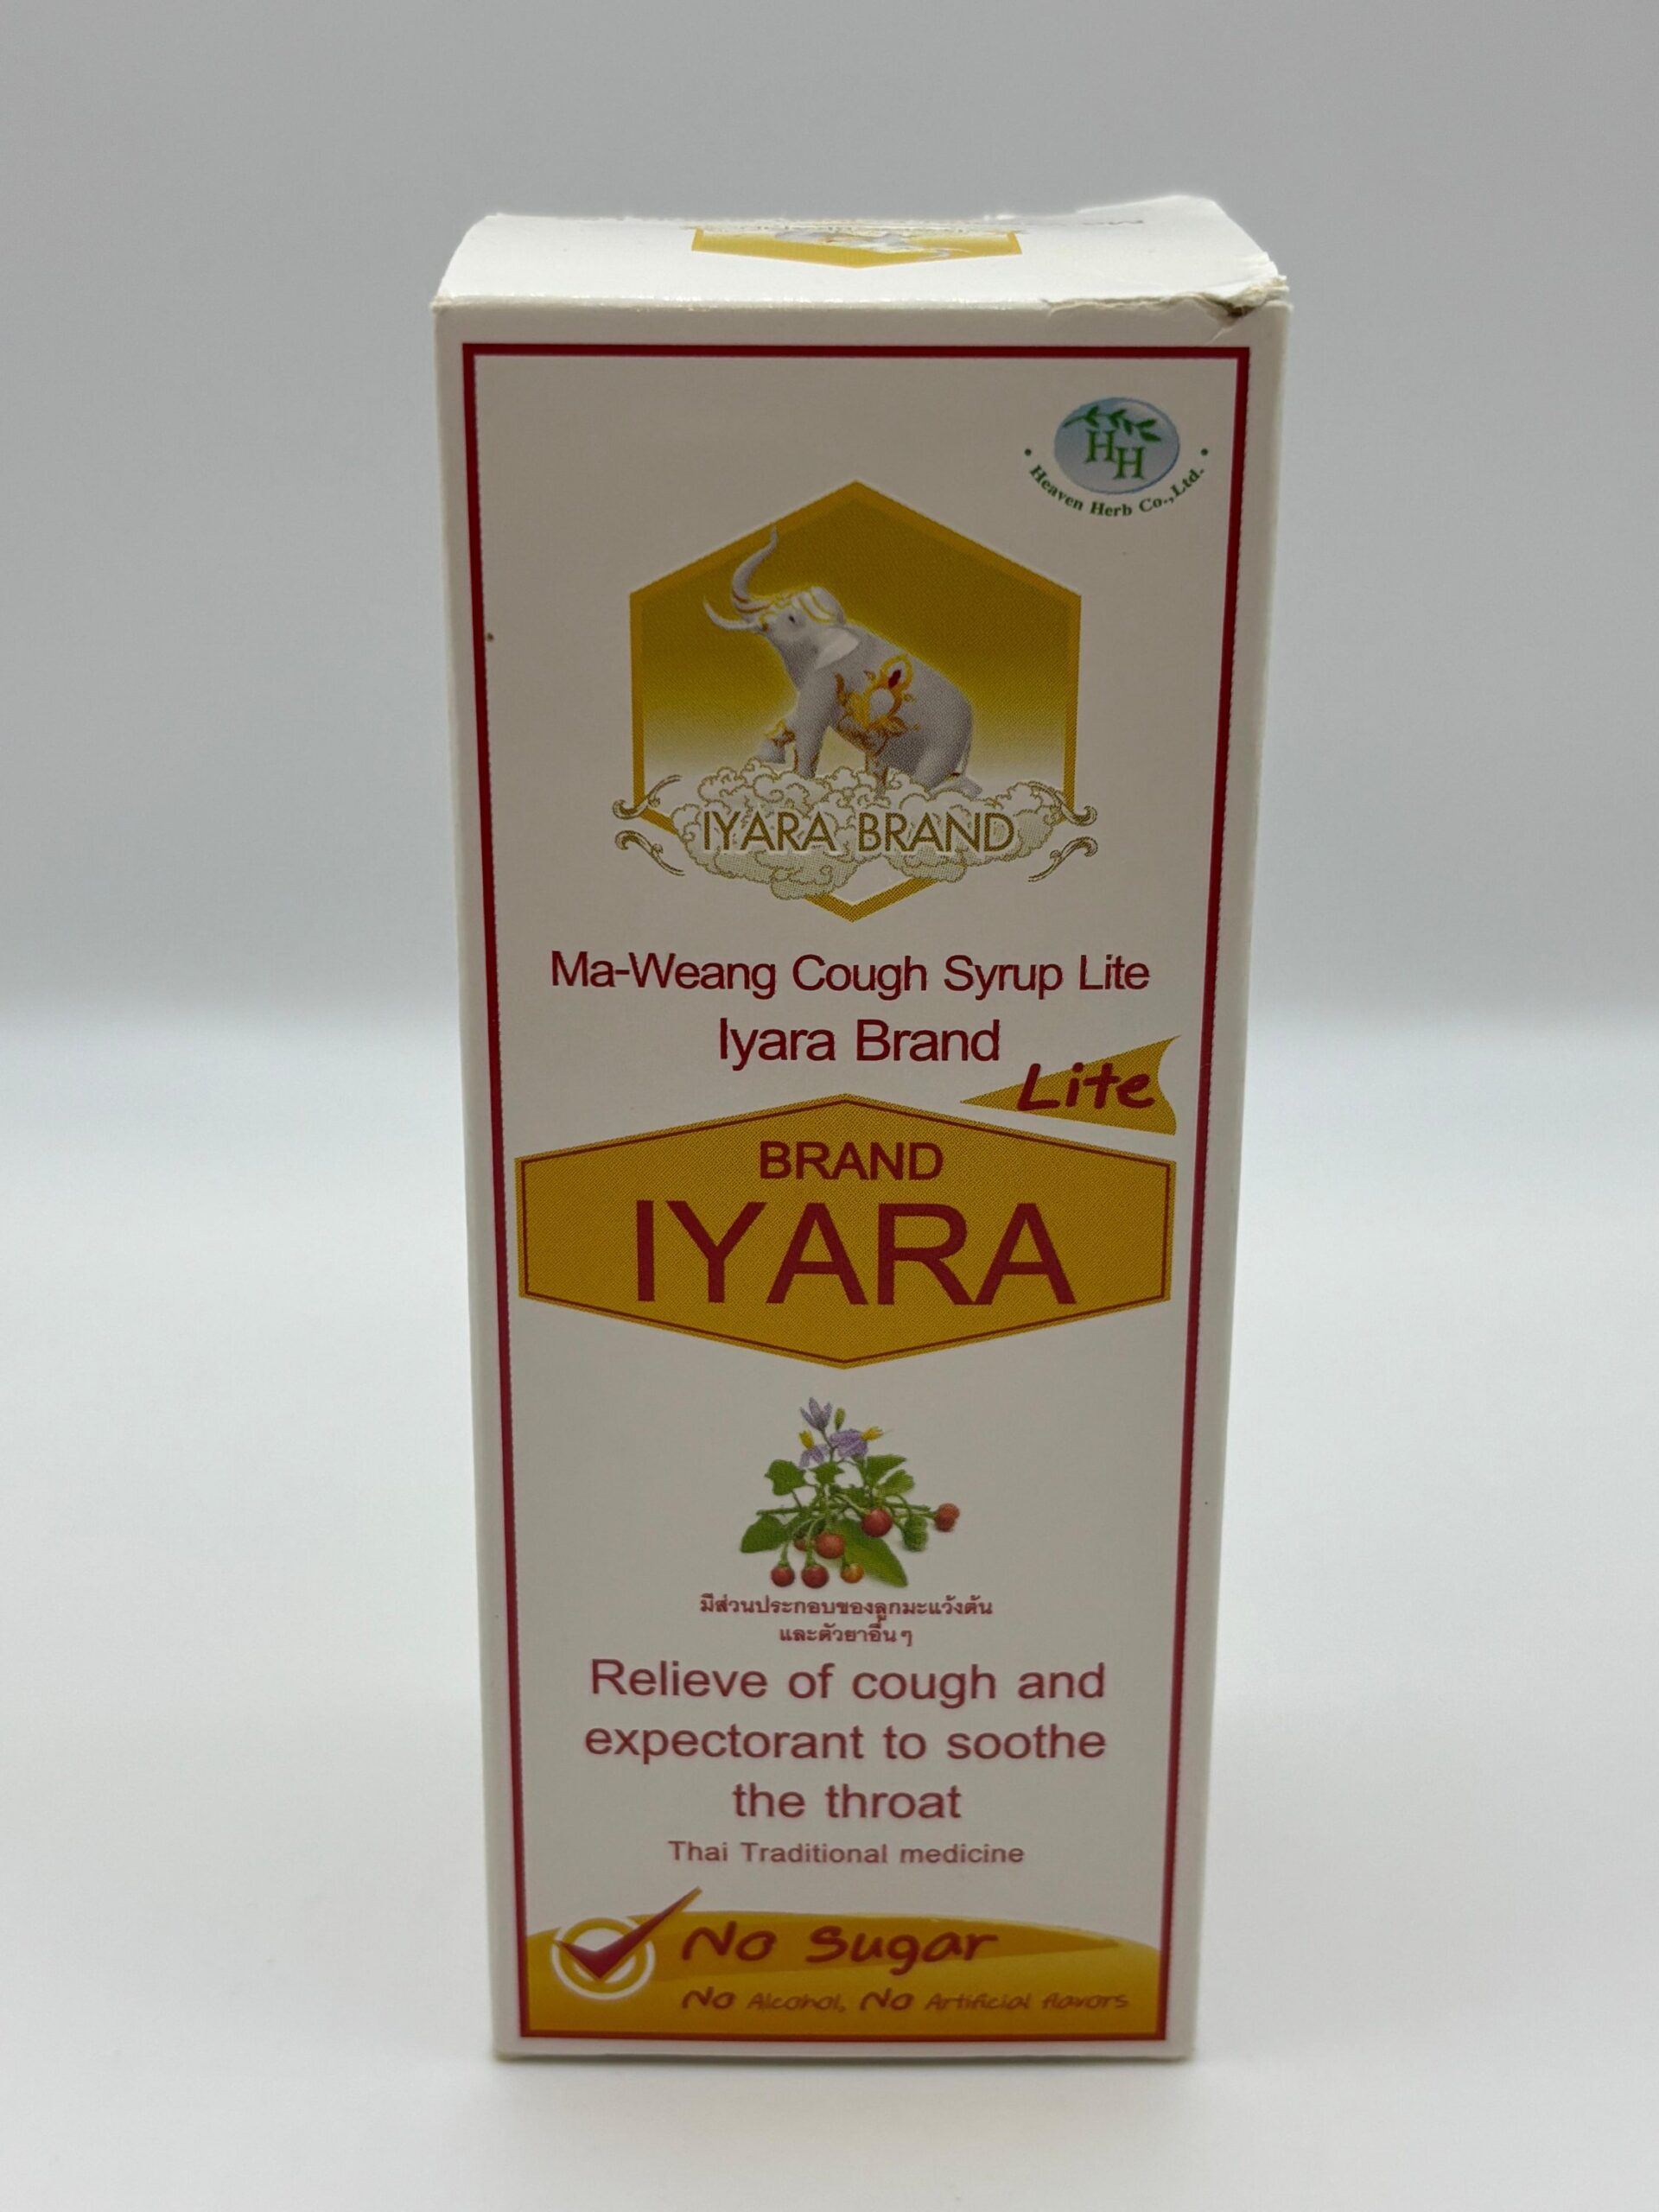 HH
Heaven Herb Co.,Ltd.
IYARA BRAND
Ma-Weang Cough Syrup Lite
Iyara Brand
Lite
BRAND
IYARA
มีส่วนประกอบของลูกมะแว้งต้น
และตัวยาอื่นๆ
Relieve of cough and
expectorant to soothe
the throat
Thai Traditional medicine
No Sugar
No Alcohol, No Artificial flavors